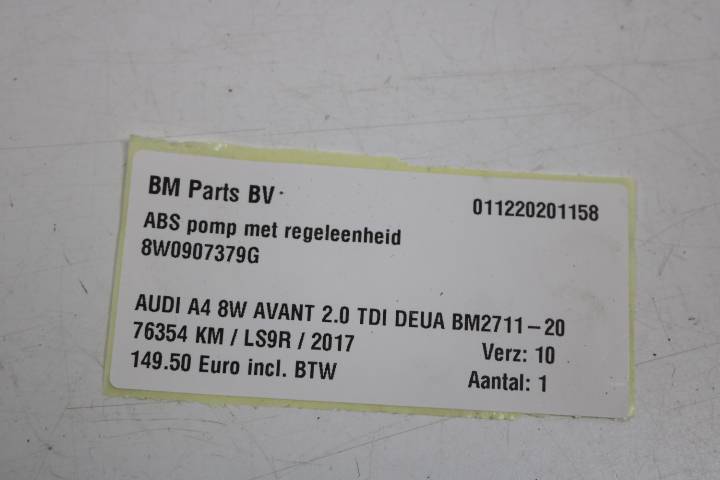 BM Parts BV
011220201158
ABS pomp met regeleenheid
8W0907379G
AUDI A4 8W AVANT 2.0 TDI DEUA BM2711-20
76354 KM / LS9R / 2017
Verz: 10
149.50 Euro incl. BTW
Aantal: 1